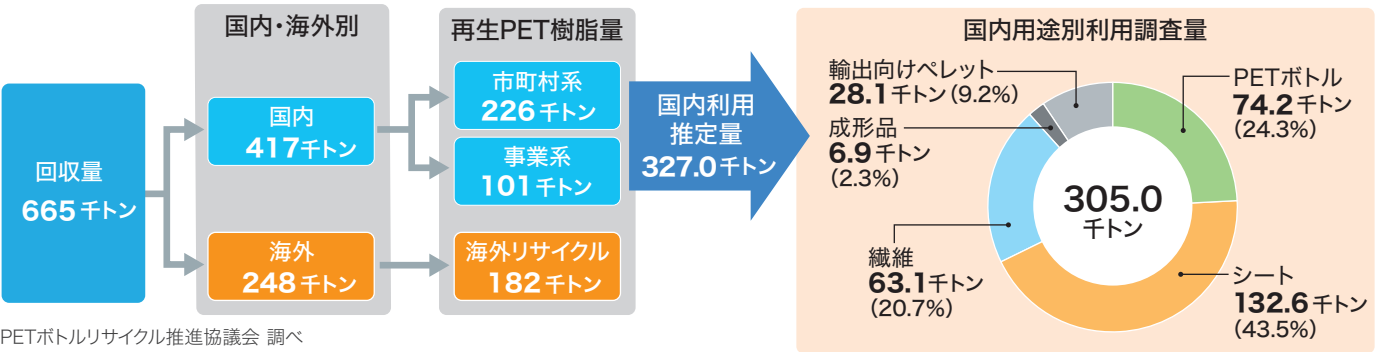 回収量
665 千トン
国内・海外別
国内
417千トン
海外
248千トン
再生PET樹脂量
市町村系
226千トン
事業系
101千トン
海外リサイクル
182千トン
国内利用
推定量
327.0千トン
国内用途別利用調査量
輸出向けペレット
28.1千トン(9.2%)
成形品
6.9千トン
(2.3%)
繊維
63.1千トン
(20.7%)
305.0
千トン
PETボトル
74.2千トン
(24.3%)
シート
132.6千トン
(43.5%)
PETボトルリサイクル推進協議会 調べ